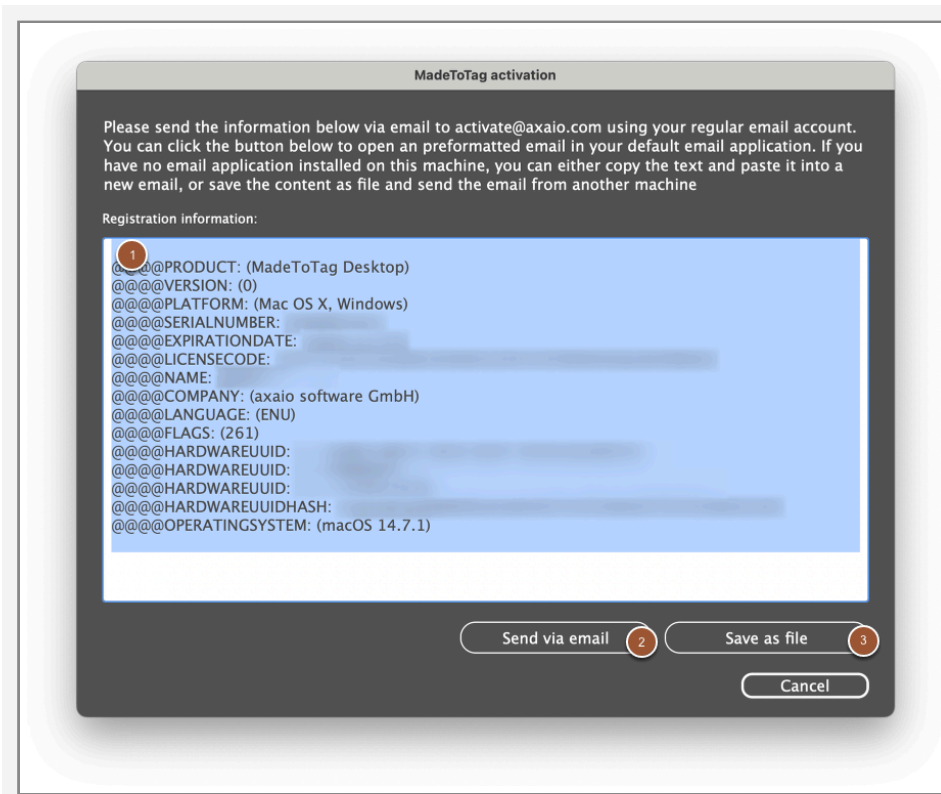 MadeToTag activation
Please send the information below via email to activate@axaio.com using your regular email account.
You can click the button below to open an preformatted email in your default email application. If you
have no email application installed on this machine, you can either copy the text and paste it into a
new email, or save the content as file and send the email from another machine
Registration information:
1
@@@@PRODUCT: (MadeToTag Desktop)
@@@@VERSION: (0)
@@@@PLATFORM: (Mac OS X, Windows)
@@@@SERIALNUMBER:
@@@@EXPIRATIONDATE:
@@@@LICENSECODE:
@@@@NAME:
@@@@COMPANY: (axaio software GmbH)
@@@@LANGUAGE: (ENU)
@@@@FLAGS: (261)
@@@@HARDWAREUUID:
@@@@HARDWAREUUID:
@@@@HARDWAREUUID:
@@@@HARDWAREUUIDHASH:
@@@@OPERATINGSYSTEM: (macOS 14.7.1)
Send via email 2 Save as file 3
Cancel